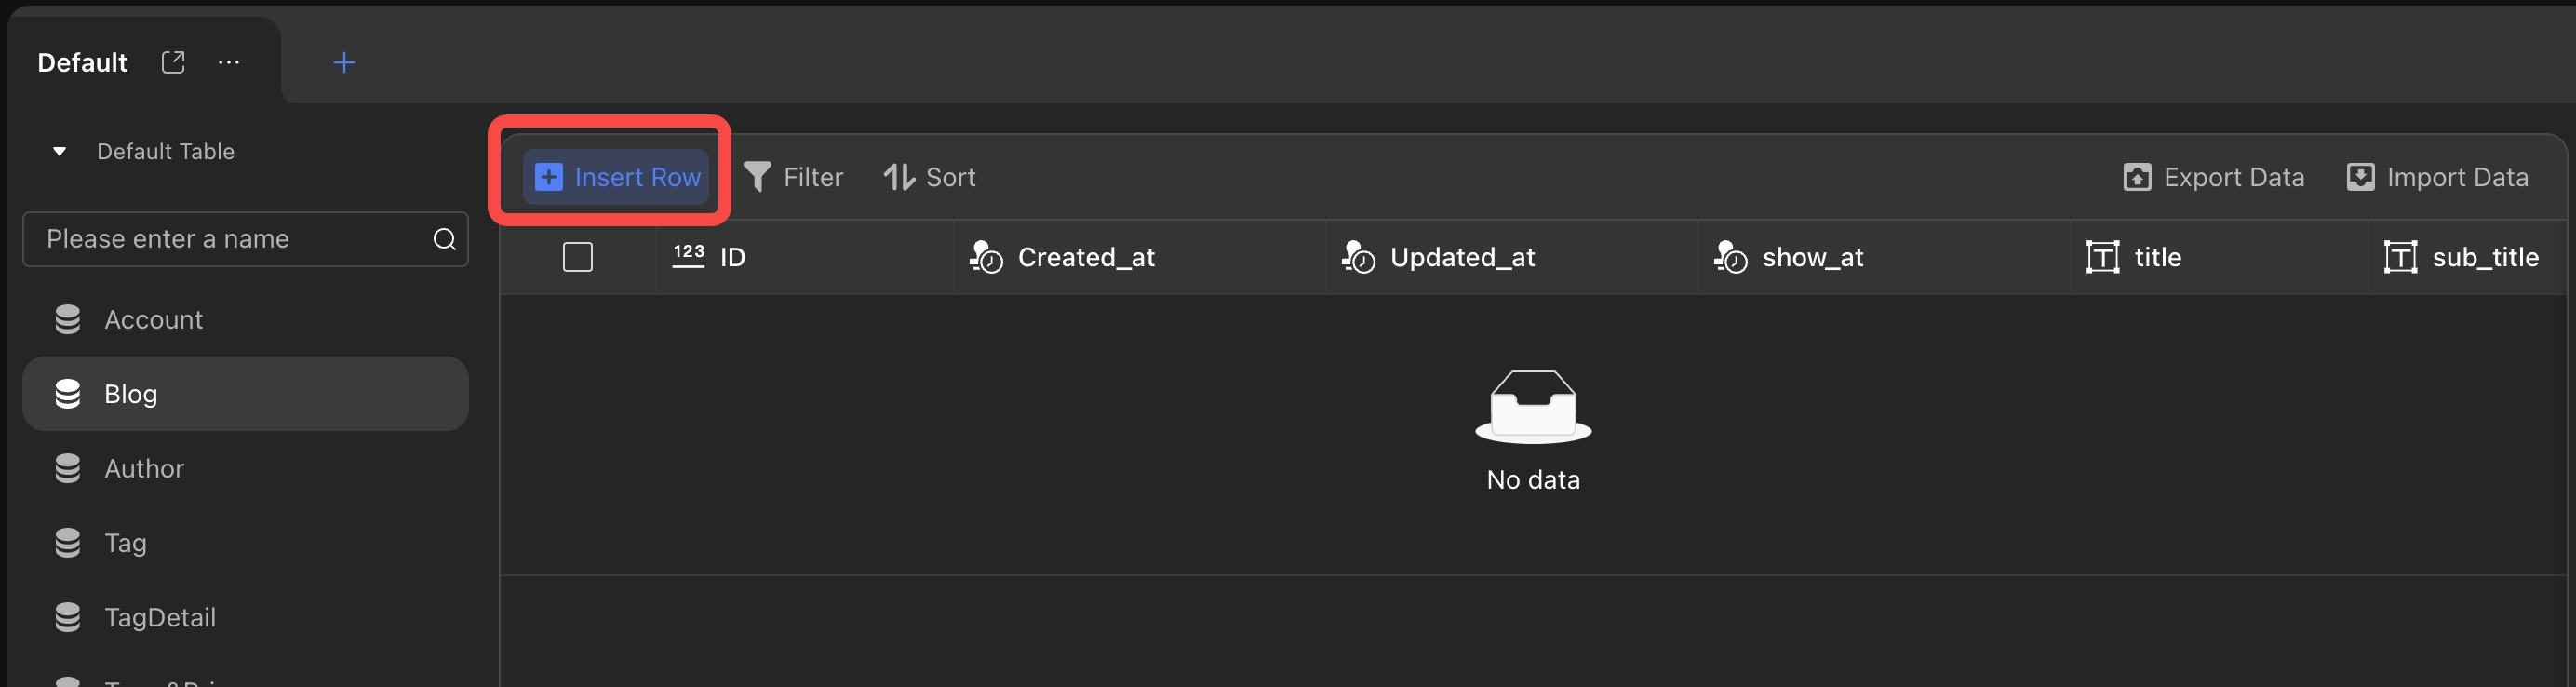 Default
Default Table
Insert Row
Filter
Sort
Export Data
Import Data
Please enter a name
123 ID
Created_at
Updated_at
show_at
T title
T sub_title
Account
Blog
Author
Tag
TagDetail
No data